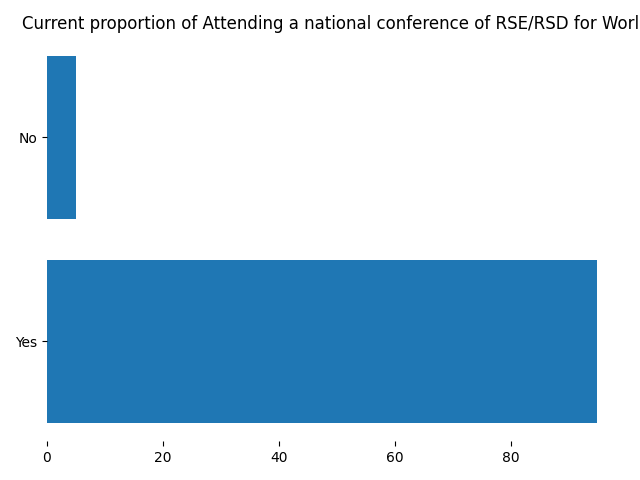 Current proportion of Attending a national conference of RSE/RSD for Worl
No
Yes
0 20 40 60 80